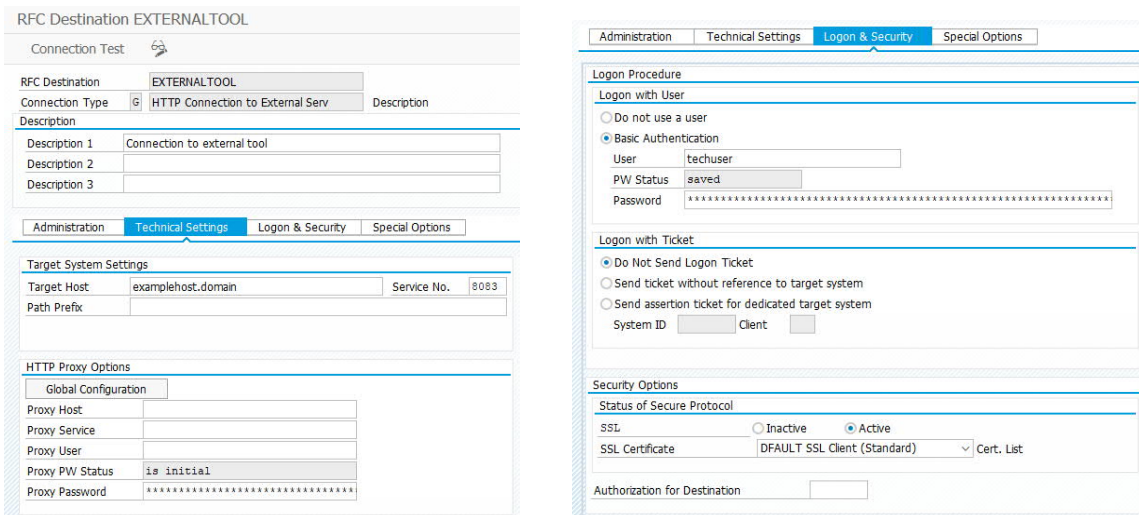 RFC Destination EXTERNALTOOL
Connection Test
RFC Destination EXTERNALTOOL
Connection Type G HTTP Connection to External Serv Description
Description
Description 1 Connection to external tool
Description 2
Description 3
Administration Technical Settings Logon & Security Special Options
Target System Settings
Target Host examplehost.domain Service No. 8083
Path Prefix
HTTP Proxy Options
Global Configuration
Proxy Host
Proxy Service
Proxy User
Proxy PW Status is initial
Proxy Password **********************************
Administration Technical Settings Logon & Security Special Options
Logon Procedure
Logon with User
Do not use a user
Basic Authentication
User techuser
PW Status saved
Password ******************************************************************
Logon with Ticket
Do Not Send Logon Ticket
Send ticket without reference to target system
Send assertion ticket for dedicated target system
System ID Client
Security Options
Status of Secure Protocol
SSL Inactive Active
SSL Certificate DFAULT SSL Client (Standard) Cert. List
Authorization for Destination